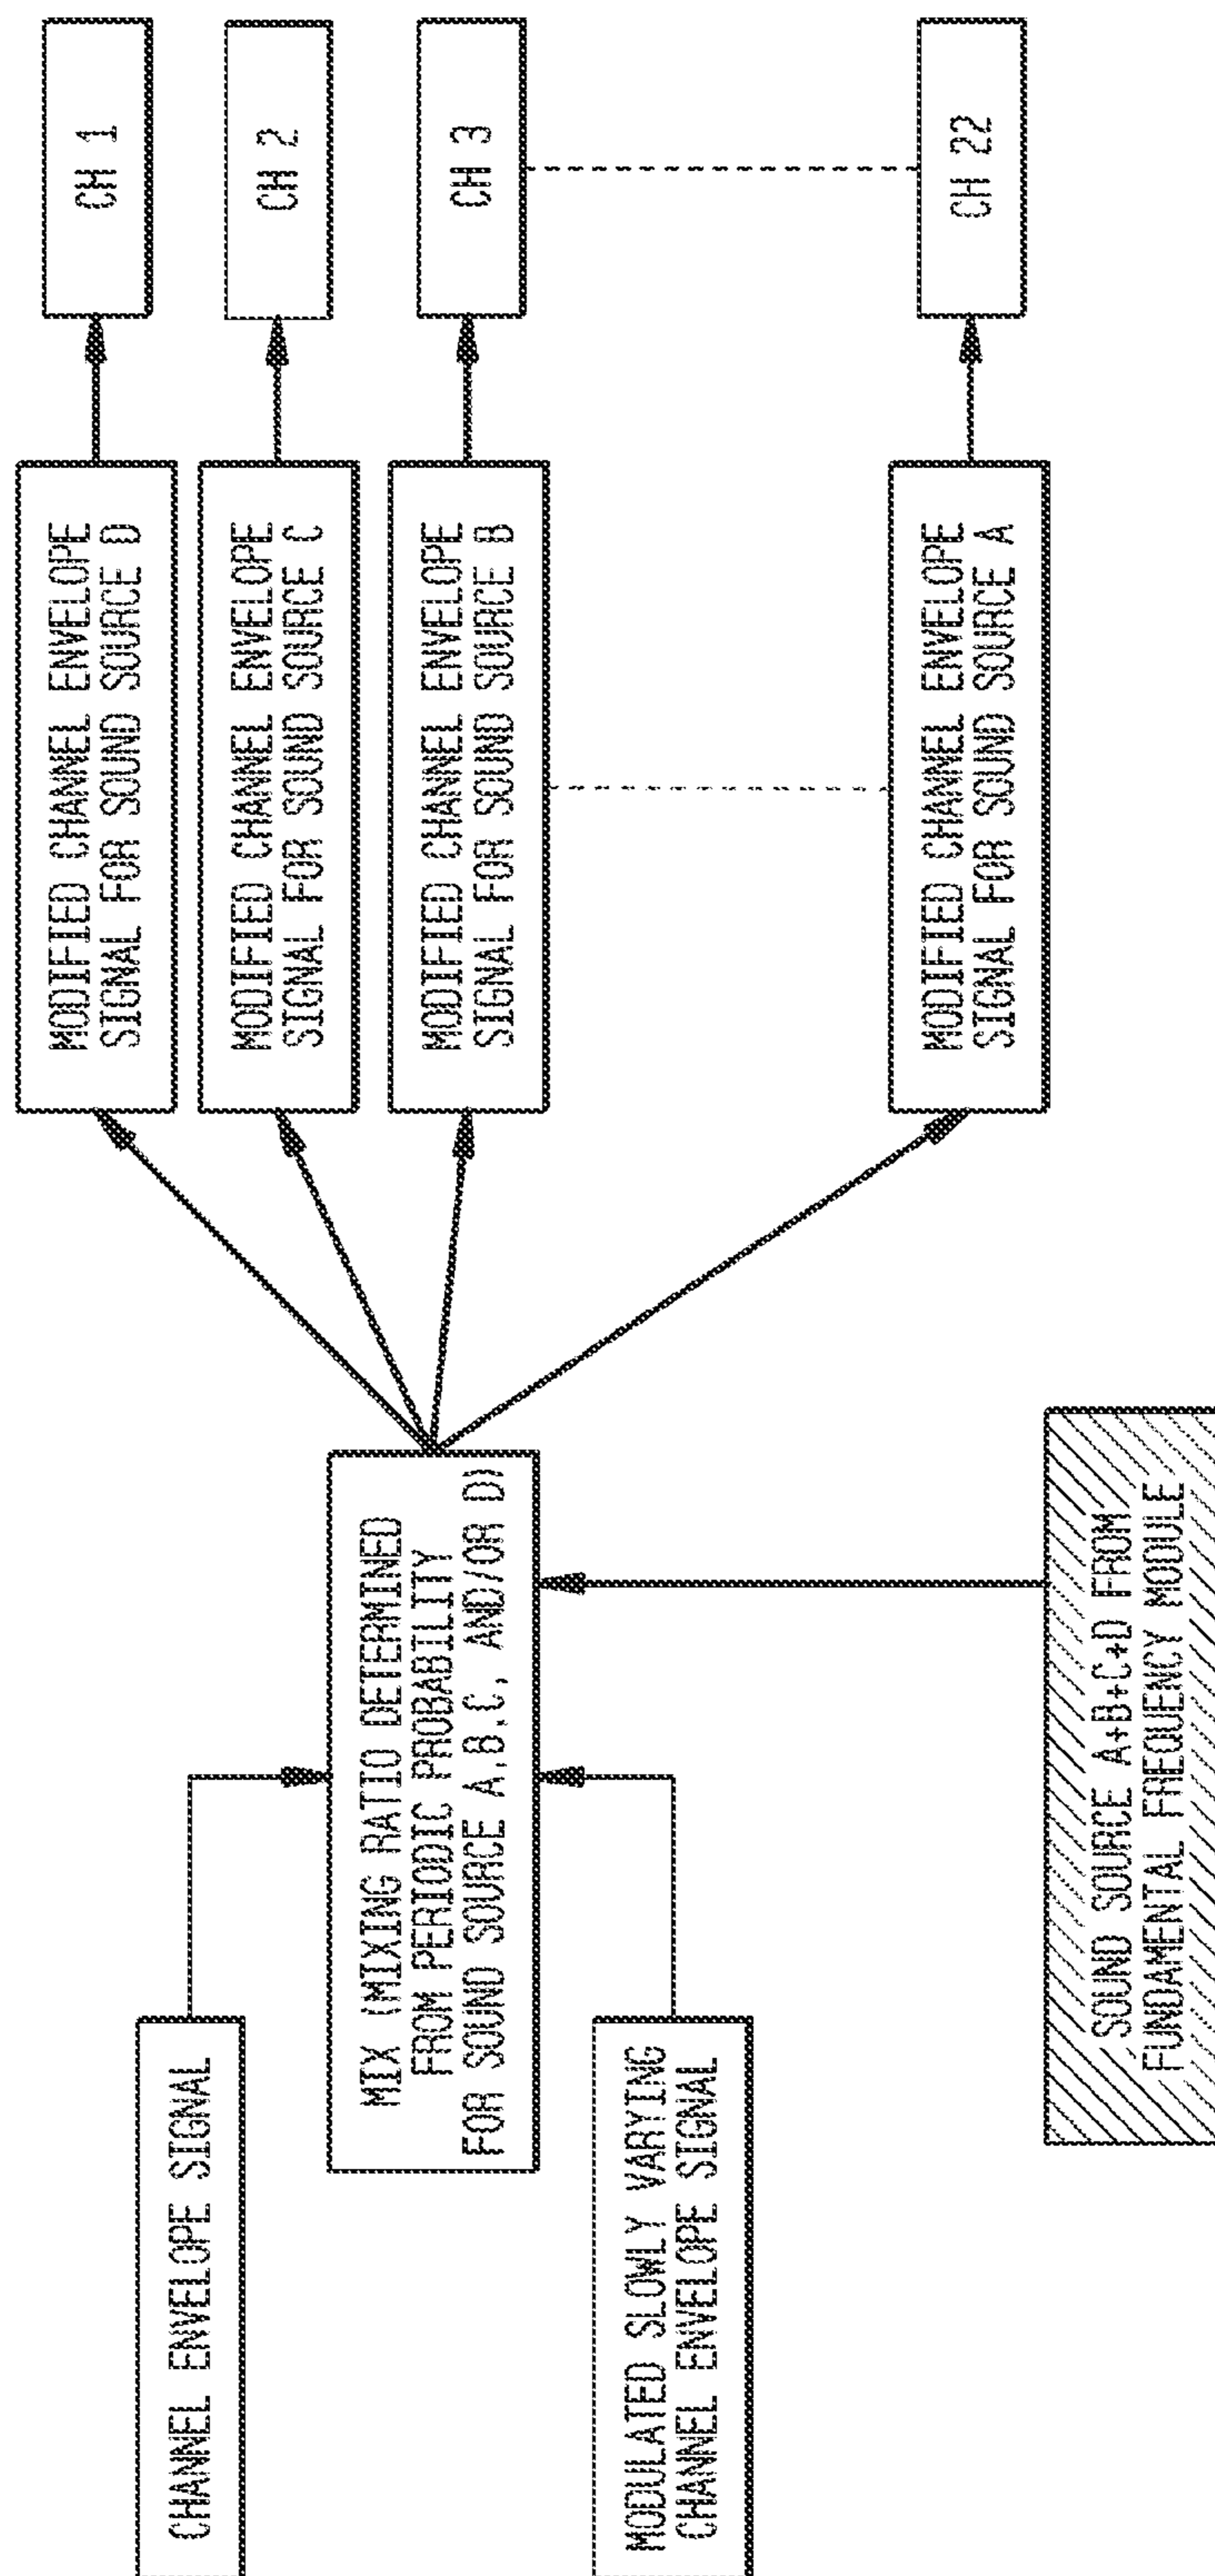 CHANNEL ENVELOPE SIGNAL
MODULATED SLOWLY VARYING
CHANNEL ENVELOPE SIGNAL
MIX (MIXING RATIO DETERMINED
FROM PERIODIC PROBABILITY
FOR SOUND SOURCE A,B,C, AND/OR D)
SOUND SOURCE A+B+C+D FROM
FUNDAMENTAL FREQUENCY MODULE
MODIFIED CHANNEL ENVELOPE
SIGNAL FOR SOUND SOURCE D
MODIFIED CHANNEL ENVELOPE
SIGNAL FOR SOUND SOURCE C
MODIFIED CHANNEL ENVELOPE
SIGNAL FOR SOUND SOURCE B
MODIFIED CHANNEL ENVELOPE
SIGNAL FOR SOUND SOURCE A
CH 1
CH 2
CH 3
CH 22